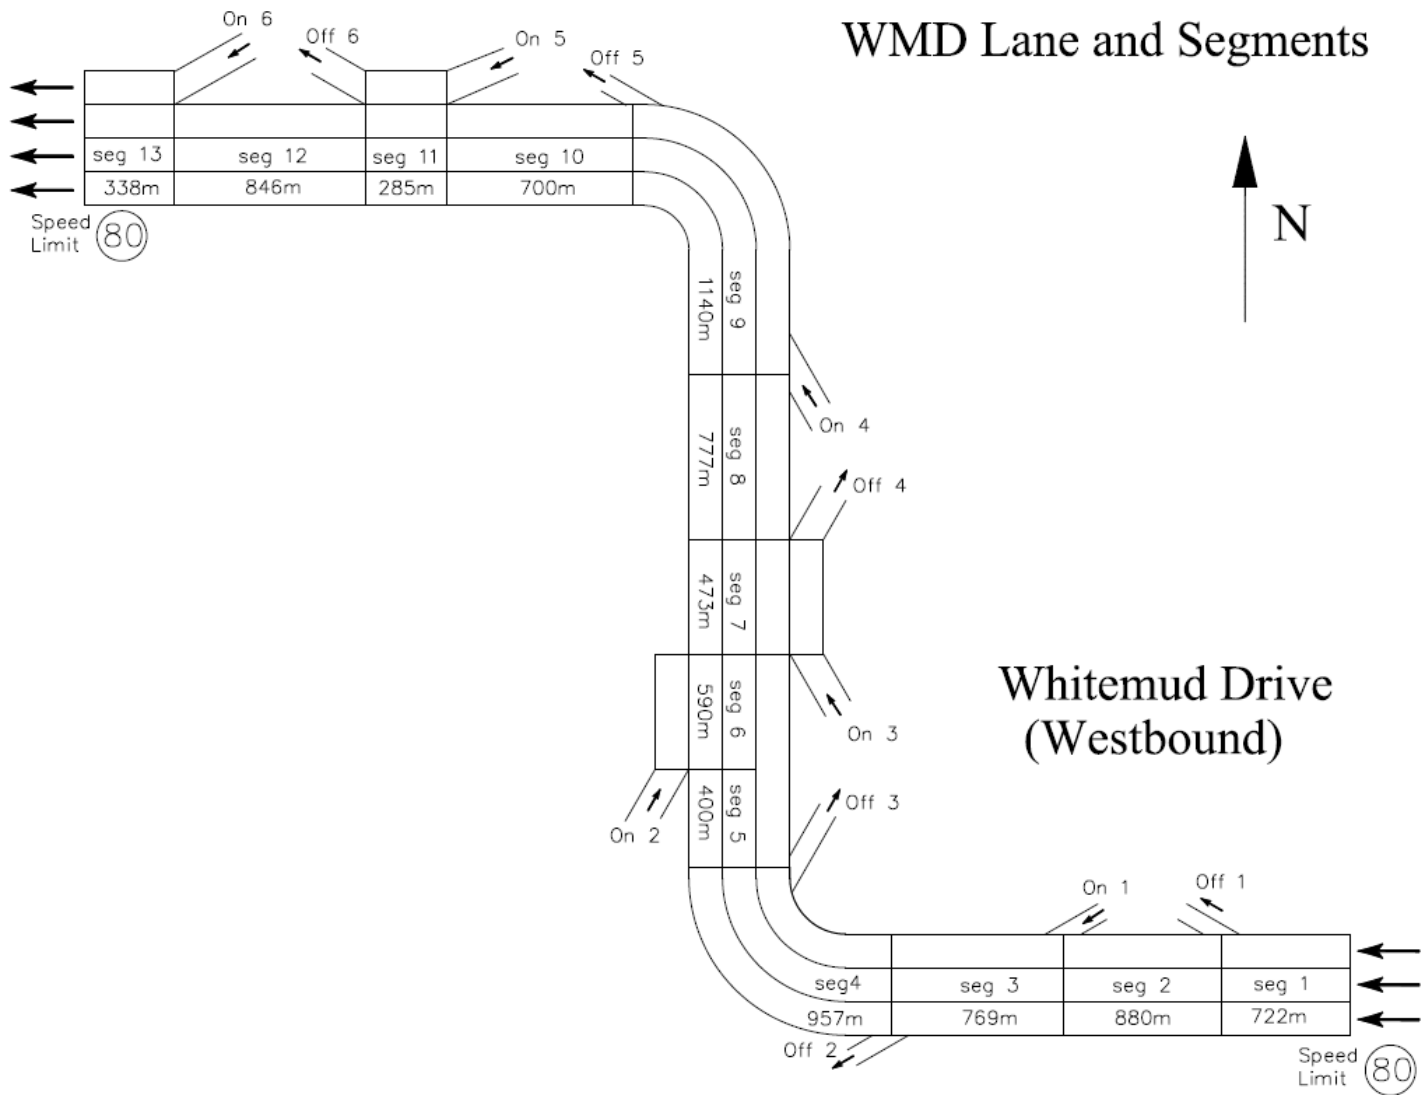 On 6
Off 6
On 5
Off 5
WMD Lane and Segments
seg 13
seg 12
seg 11
seg 10
338m
846m
285m
700m
Speed
Limit
80
N
seg 9
1140m
On 4
seg 8
777m
Off 4
seg 7
473m
Whitemud Drive
(Westbound)
seg 6
590m
On 3
seg 5
400m
Off 3
On 2
On 1
Off 1
seg4
seg 3
seg 2
seg 1
957m
769m
880m
722m
Off 2
Speed
Limit
80